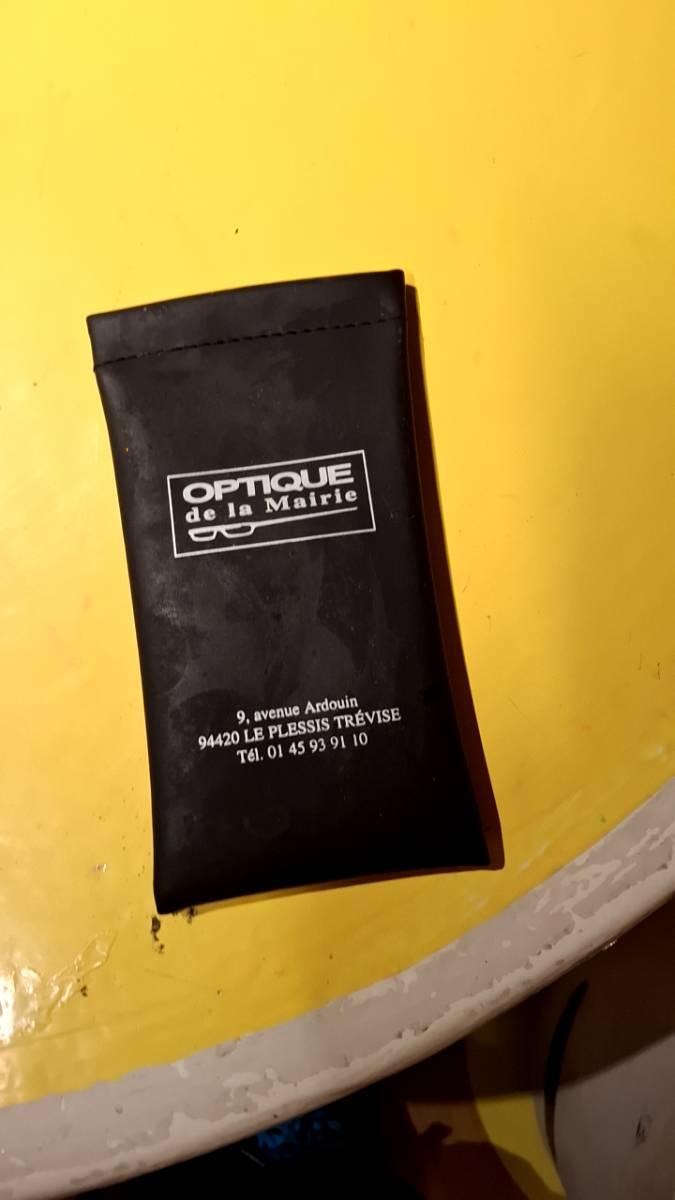 OPTIQUE
de la Mairie
9, avenue Ardouin
94420 LE PLESSIS TRÉVISE
Tél. 01 45 93 91 10